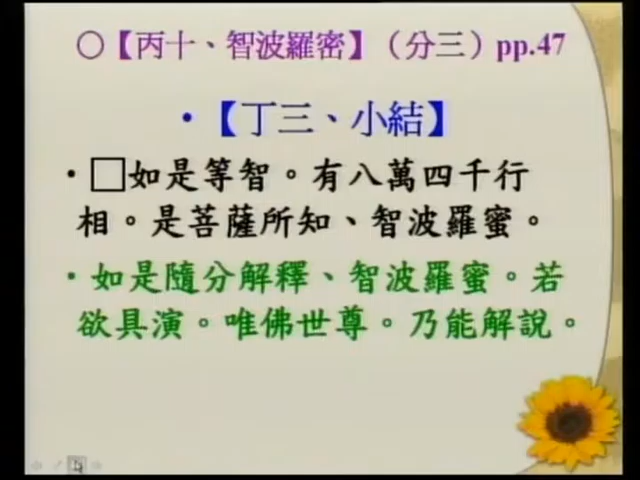 ○【丙十、智波羅密】（分三）pp.47
•【丁三、小結】
• □如是等智。有八萬四千行
相。是菩薩所知、智波羅蜜。
• 如是隨分解釋、智波羅蜜。若
欲具演。唯佛世尊。乃能解說。